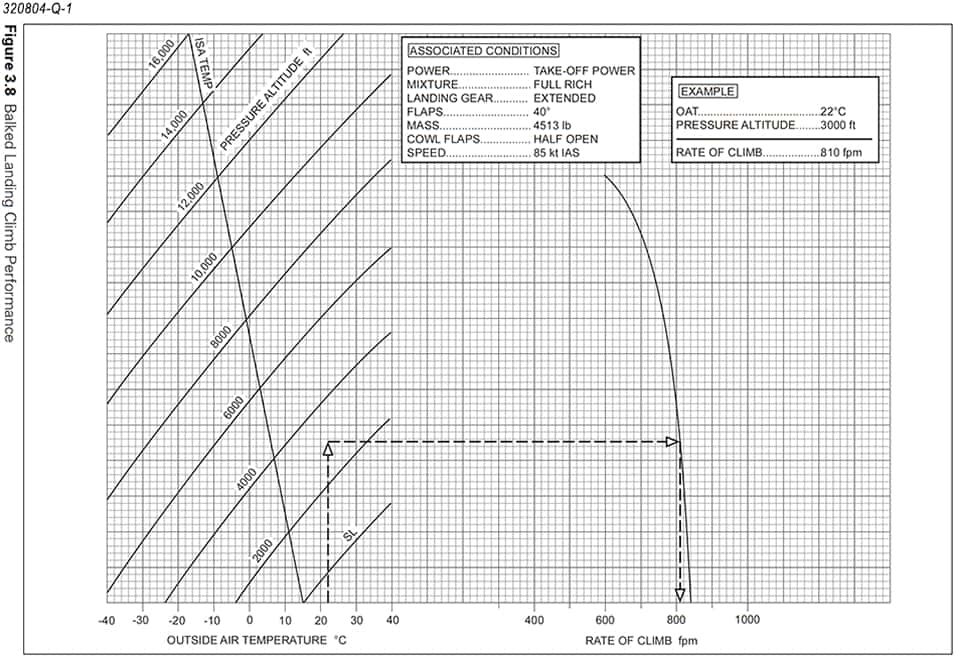 320804-Q-1
Figure 3.8 Balked Landing Climb Performance
ASSOCIATED CONDITIONS
POWER.......................... TAKE-OFF POWER
MIXTURE....................... FULL RICH
LANDING GEAR.......... EXTENDED
FLAPS........................... 40°
MASS............................ 4513 lb
COWL FLAPS............... HALF OPEN
SPEED.......................... 85 kt IAS
EXAMPLE
OAT....................................22°C
PRESSURE ALTITUDE.......3000 ft
RATE OF CLIMB..................810 fpm
ISA TEMP
PRESSURE ALTITUDE ft
16,000
14,000
12,000
10,000
8000
6000
4000
2000
SL
-40 -30 -20 -10 0 10 20 30 40 400 600 800 1000
OUTSIDE AIR TEMPERATURE °C
RATE OF CLIMB fpm